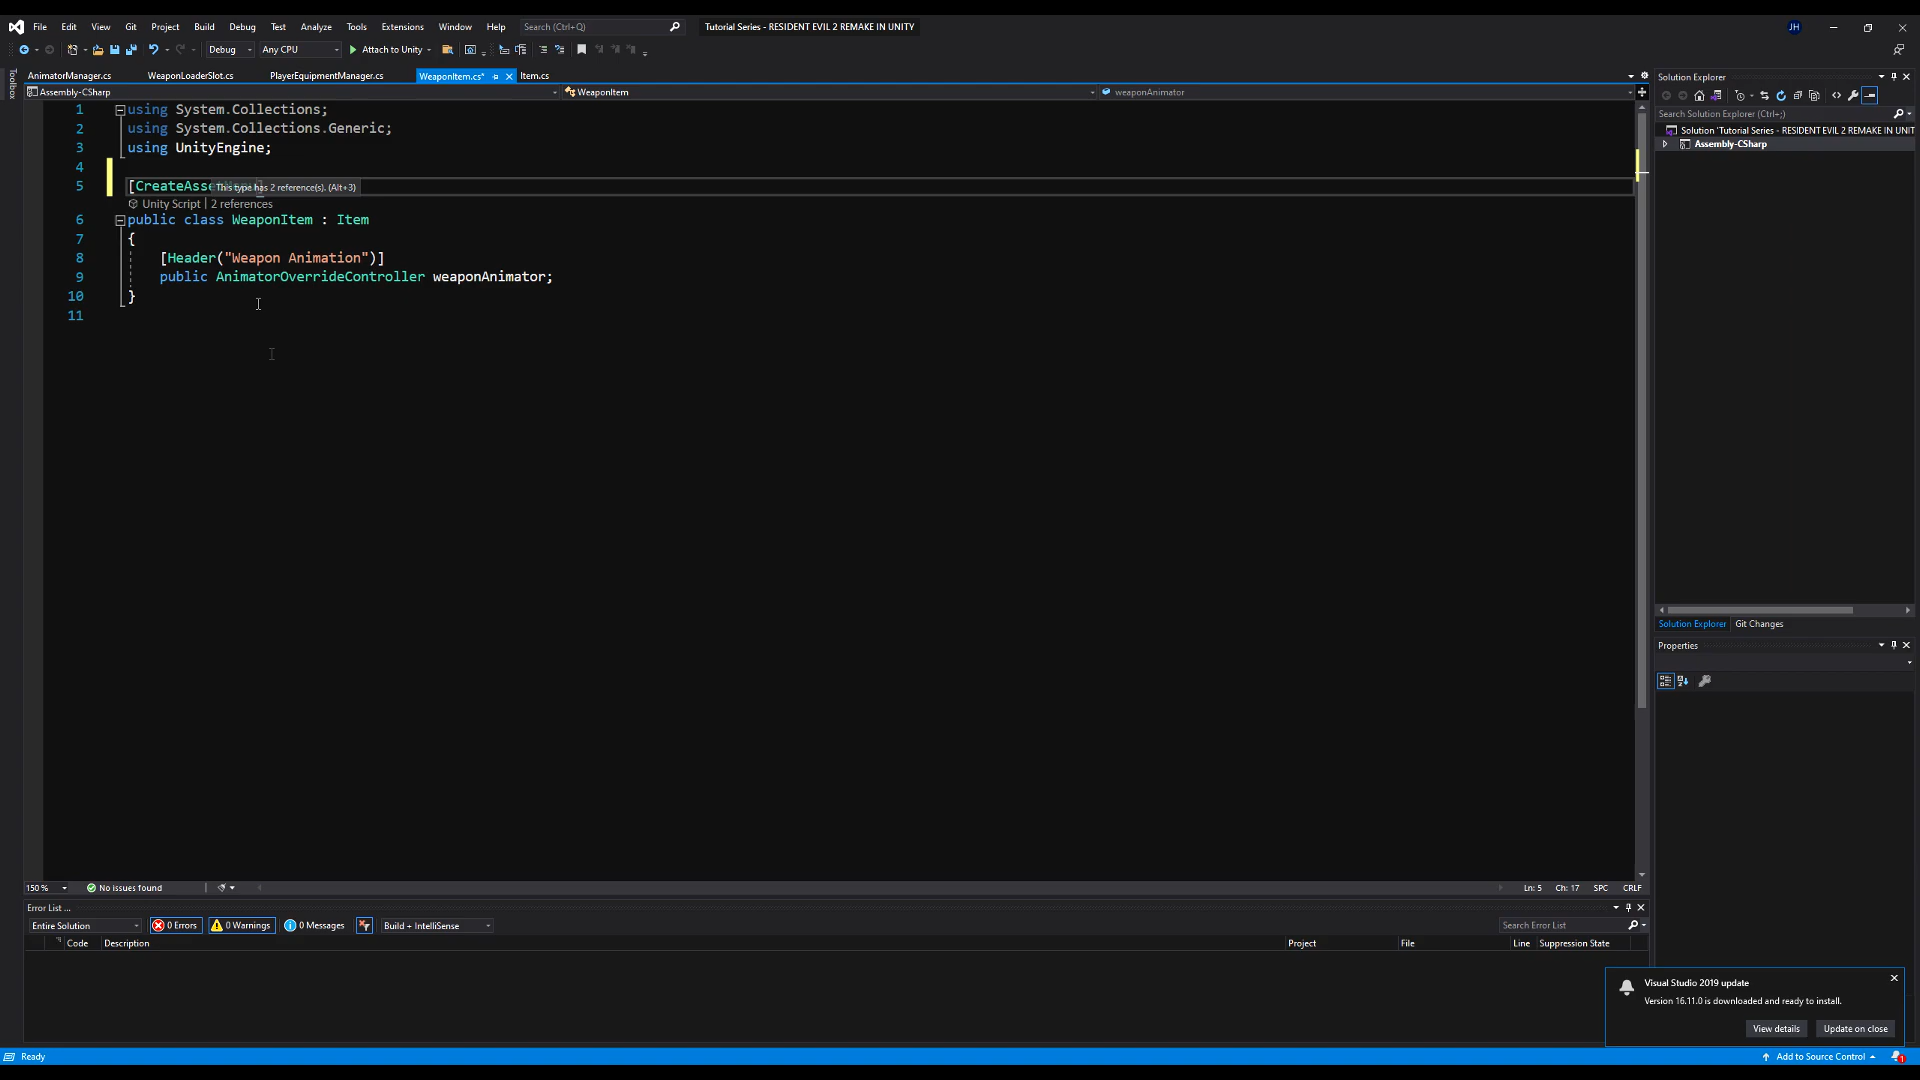 File Edit View Git Project Build Debug Test Analyze Tools Extensions Window Help Search (Ctrl+Q) Tutorial Series - RESIDENT EVIL 2 REMAKE IN UNITY JH
Debug Any CPU Attach to Unity
Toolbox
AnimatorManager.cs WeaponLoaderSlot.cs PlayerEquipmentManager.cs WeaponItem.cs* Item.cs
Assembly-CSharp WeaponItem weaponAnimator
1 using System.Collections;
2 using System.Collections.Generic;
3 using UnityEngine;
4
5 [CreateAss This type has 2 reference(s). (Alt+3)
Unity Script | 2 references
6 public class WeaponItem : Item
7 {
8 [Header("Weapon Animation")]
9 public AnimatorOverrideController weaponAnimator;
10 }
11
150 % No issues found Ln: 5 Ch: 17 SPC CRLF
Error List ...
Entire Solution 0 Errors 0 Warnings 0 Messages Build + IntelliSense Search Error List
Code Description Project File Line Suppression State
Solution Explorer
Search Solution Explorer (Ctrl+;)
Solution 'Tutorial Series - RESIDENT EVIL 2 REMAKE IN UNIT
Assembly-CSharp
Solution Explorer Git Changes
Properties
Visual Studio 2019 update
Version 16.11.0 is downloaded and ready to install.
View details Update on close
Ready Add to Source Control 1